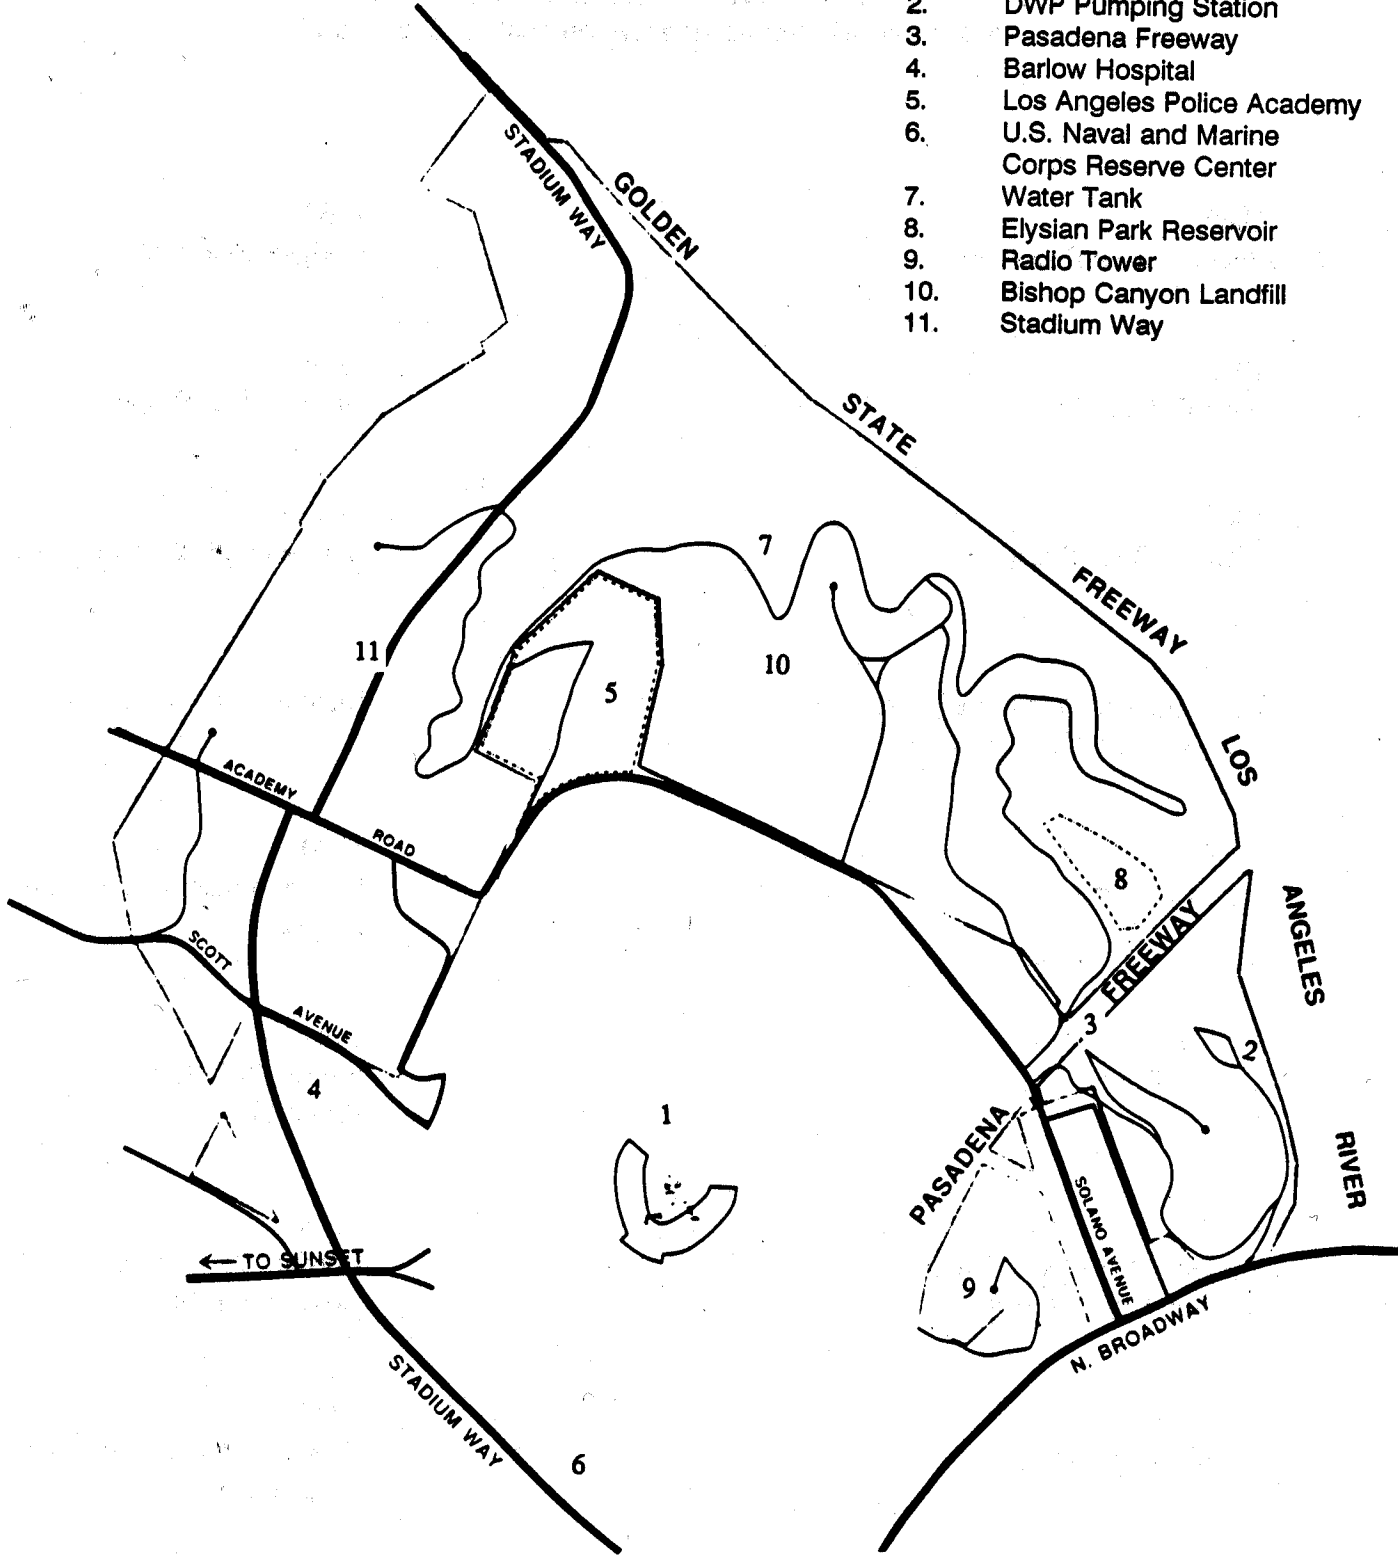 2. DWP Pumping Station
3. Pasadena Freeway
4. Barlow Hospital
5. Los Angeles Police Academy
6. U.S. Naval and Marine
Corps Reserve Center
7. Water Tank
8. Elysian Park Reservoir
9. Radio Tower
10. Bishop Canyon Landfill
11. Stadium Way
STADIUM WAY
GOLDEN
STATE
FREEWAY
7
11
10
5
LOS
ACADEMY
ROAD
8
ANGELES
FREEWAY
SCOTT
AVENUE
3
2
4
1
PASADENA
RIVER
SOLANO AVENUE
← TO SUNSET
9
N. BROADWAY
STADIUM WAY
6